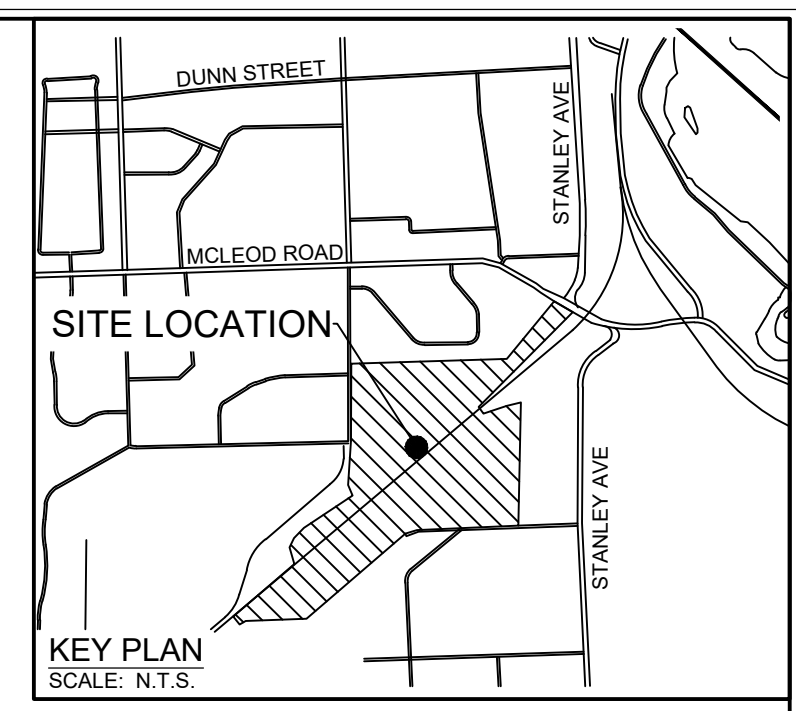 DUNN STREET
STANLEY AVE
MCLEOD ROAD
SITE LOCATION
STANLEY AVE
KEY PLAN
SCALE: N.T.S.